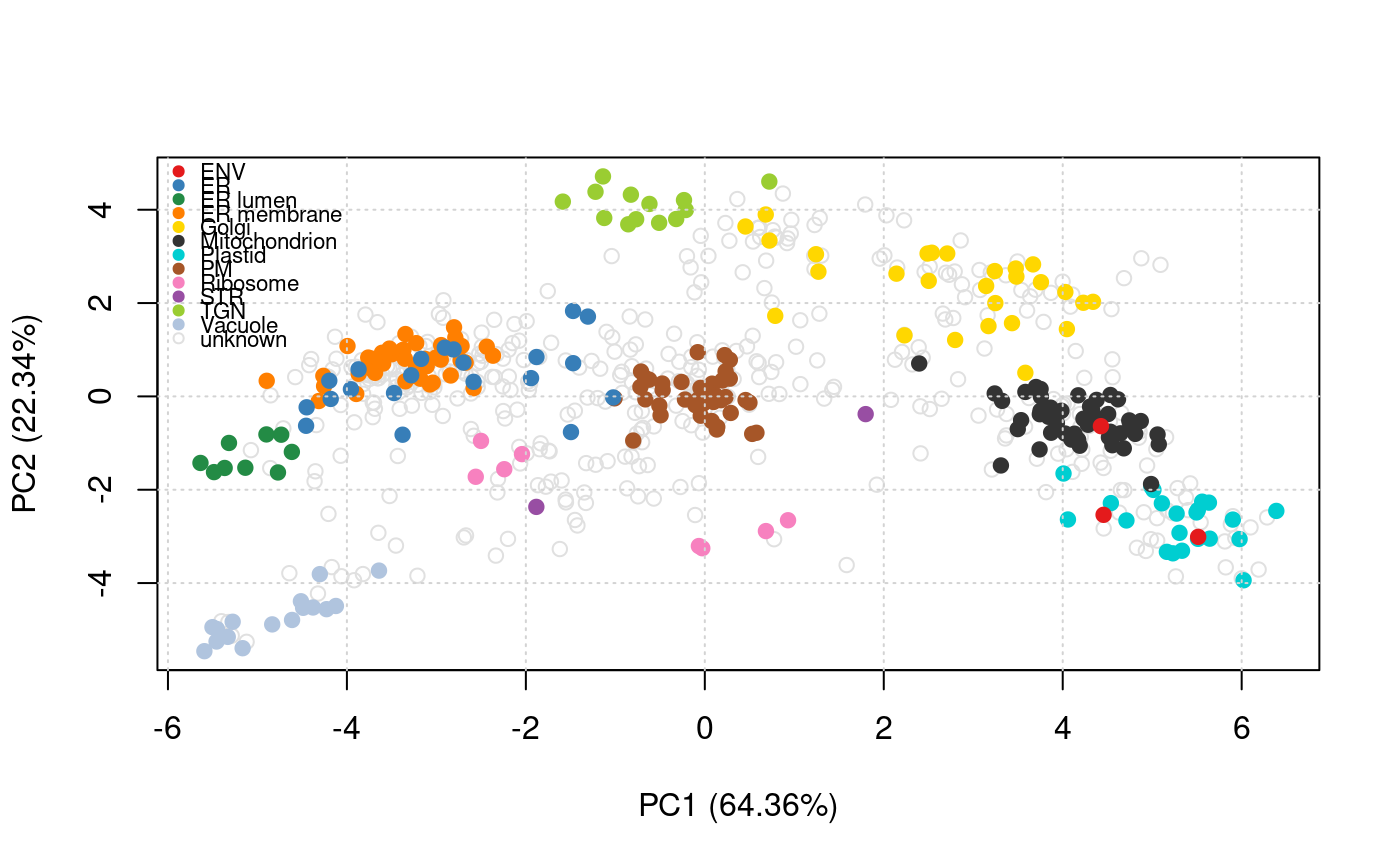 ENV
ER
ER lumen
ER membrane
Golgi
Mitochondrion
Plastid
PM
Ribosome
STR
TGN
Vacuole
unknown
4
2
0
-2
-4
PC2 (22.34%)
-6 -4 -2 0 2 4 6
PC1 (64.36%)